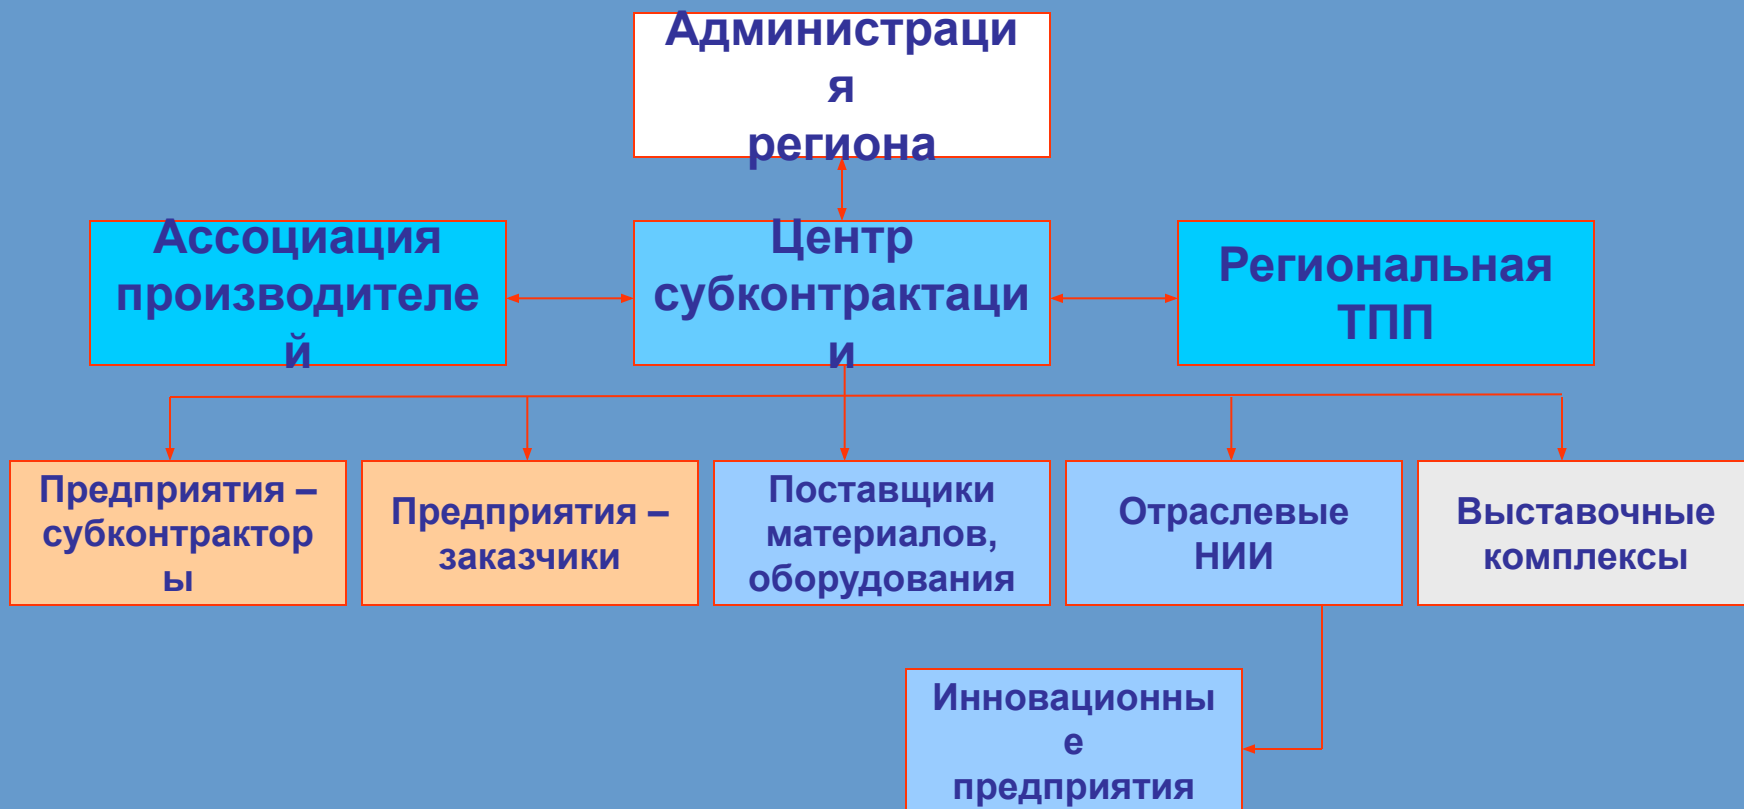 Администраци
я
региона
Ассоциация
производителе
й
Центр
субконтрактаци
и
Региональная
ТПП
Предприятия –
субконтрактор
ы
Предприятия –
заказчики
Поставщики
материалов,
оборудования
Отраслевые
НИИ
Выставочные
комплексы
Инновационны
е
предприятия